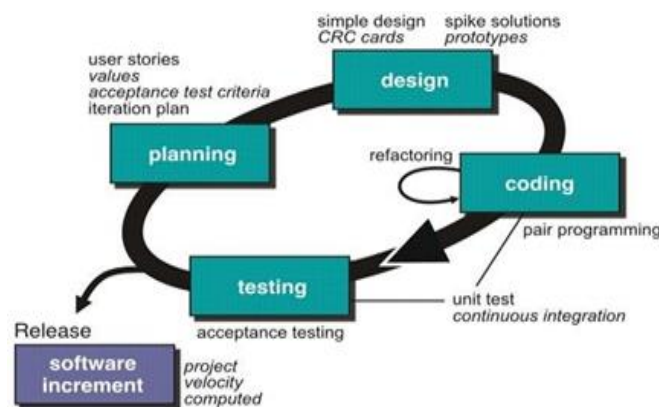 simple design
CRC cards
spike solutions
prototypes
user stories
values
acceptance test criteria
iteration plan
design
planning
refactoring
coding
pair programming
testing
unit test
continuous integration
acceptance testing
Release
software
increment
project
velocity
computed